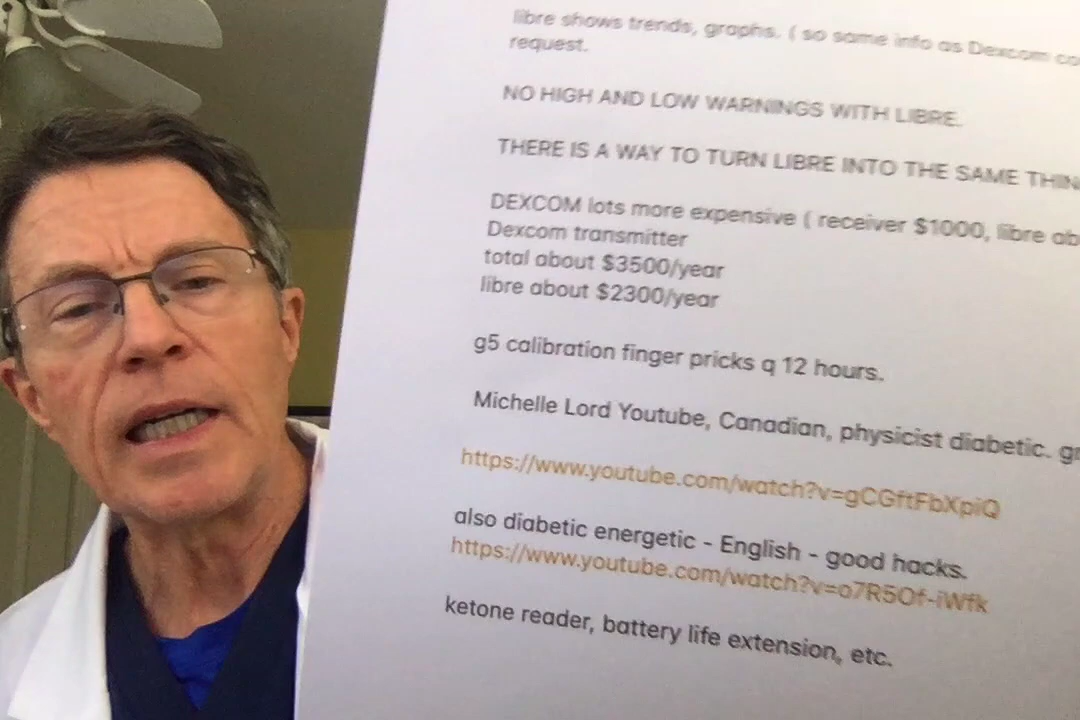 libre shows trends, graphs. ( so same info as Dexcom
request.
NO HIGH AND LOW WARNINGS WITH LIBRE.
THERE IS A WAY TO TURN LIBRE INTO THE SAME
DEXCOM lots more expensive ( receiver $1000, libre
Dexcom transmitter
total about $3500/year
libre about $2300/year
g5 calibration finger pricks q 12 hours.
Michelle Lord Youtube, Canadian, physicist diabetic.
https://www.youtube.com/watch?v=gCGftFbXpiQ
also diabetic energetic - English - good hacks.
https://www.youtube.com/watch?v=o7R5Of-iWfk
ketone reader, battery life extension, etc.